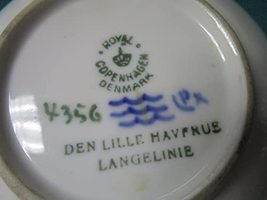 ROYAL
COPENHAGEN
DENMARK
4356
DEN LILLE HAVFRUE
LANGELINIE